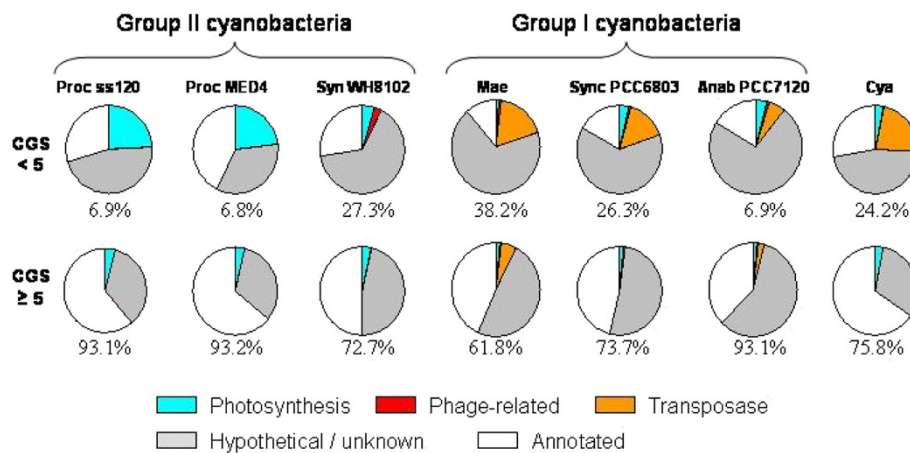 Group II cyanobacteria Group I cyanobacteria
Proc ss120 Proc MED4 Syn WH8102 Mae Sync PCC6803 Anab PCC7120 Cya
CGS
< 5
6.9% 6.8% 27.3% 38.2% 26.3% 6.9% 24.2%
CGS
≥ 5
93.1% 93.2% 72.7% 61.8% 73.7% 93.1% 75.8%
Photosynthesis Phage-related Transposase
Hypothetical / unknown Annotated